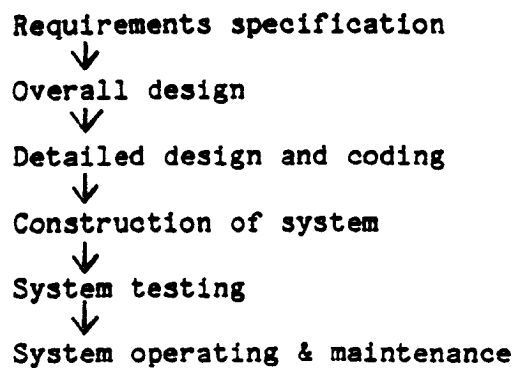 Requirements specification
Overall design
Detailed design and coding
Construction of system
System testing
System operating & maintenance